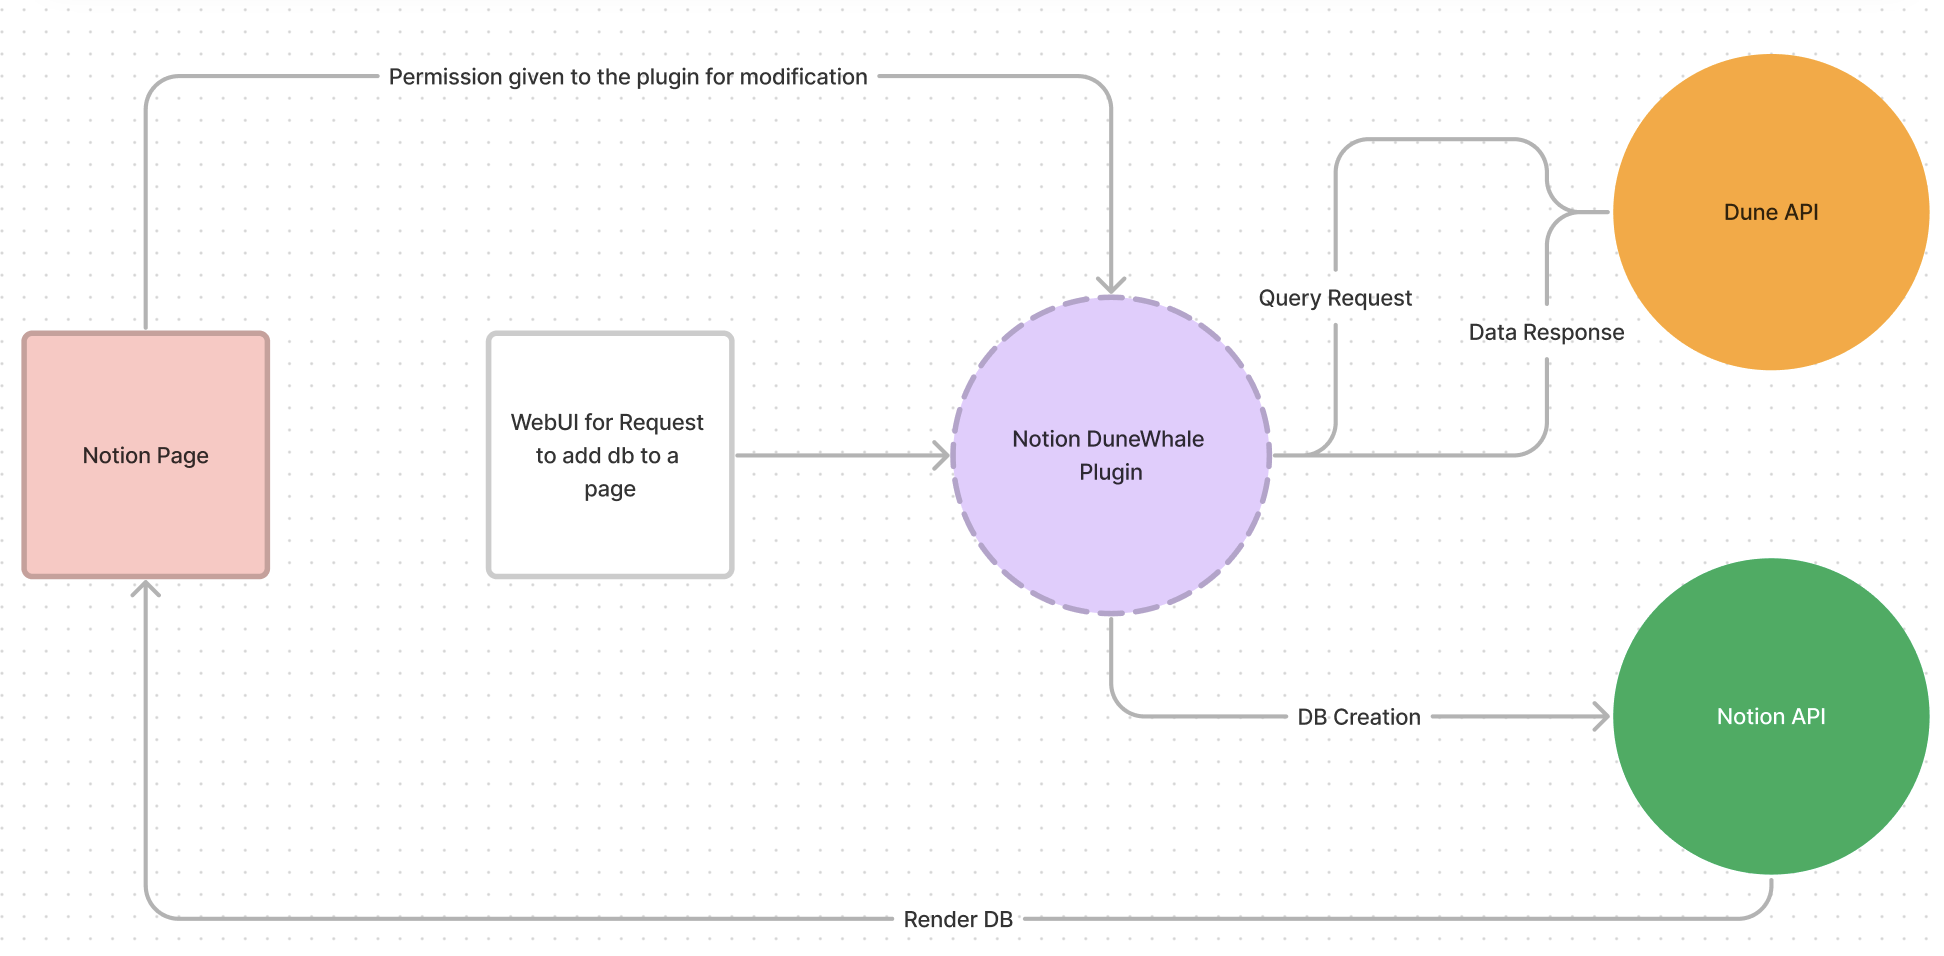 Permission given to the plugin for modification
Dune API
Query Request
Data Response
Notion Page
WebUI for Request
to add db to a
page
Notion DuneWhale
Plugin
DB Creation
Notion API
Render DB